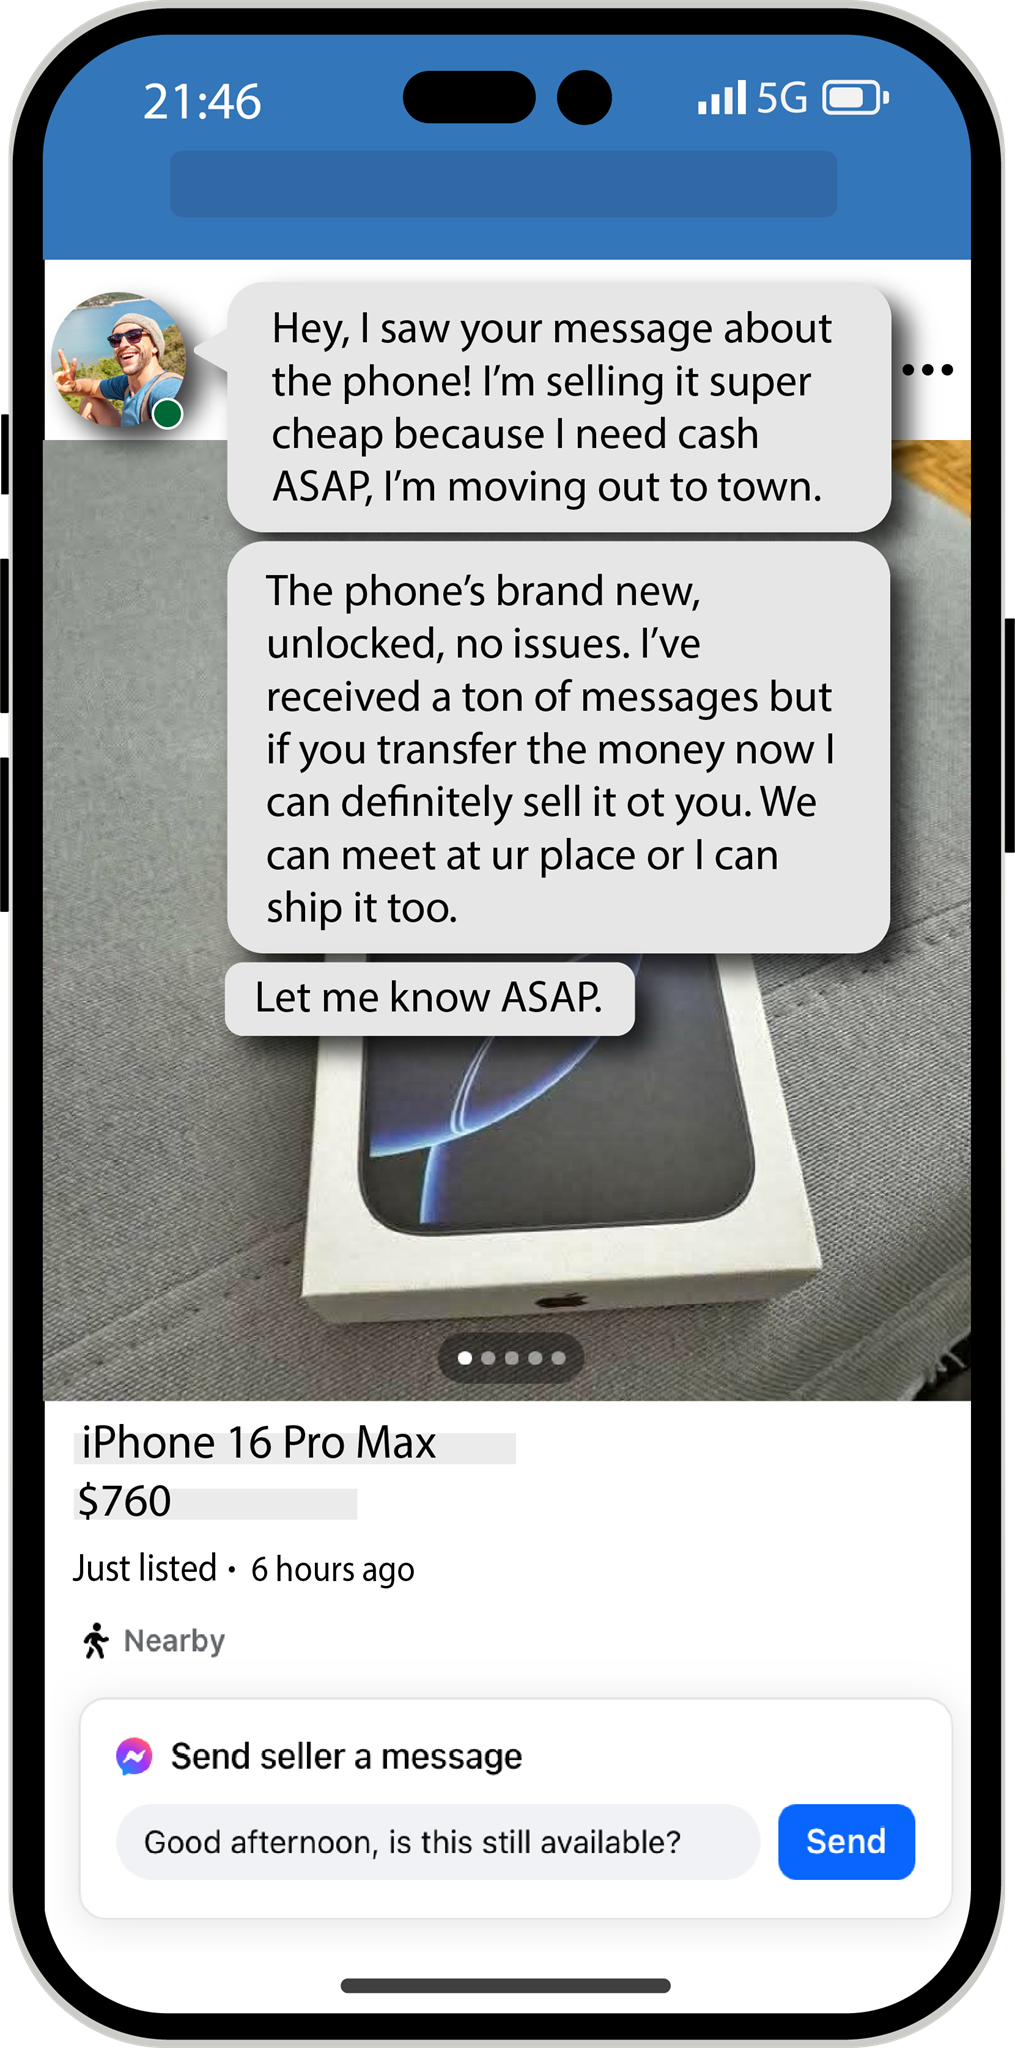 21:46
5G
Hey, I saw your message about
the phone! I’m selling it super
cheap because I need cash
ASAP, I’m moving out to town.
The phone’s brand new,
unlocked, no issues. I’ve
received a ton of messages but
if you transfer the money now I
can definitely sell it ot you. We
can meet at ur place or I can
ship it too.
Let me know ASAP.
iPhone 16 Pro Max
$760
Just listed · 6 hours ago
Nearby
Send seller a message
Good afternoon, is this still available?
Send